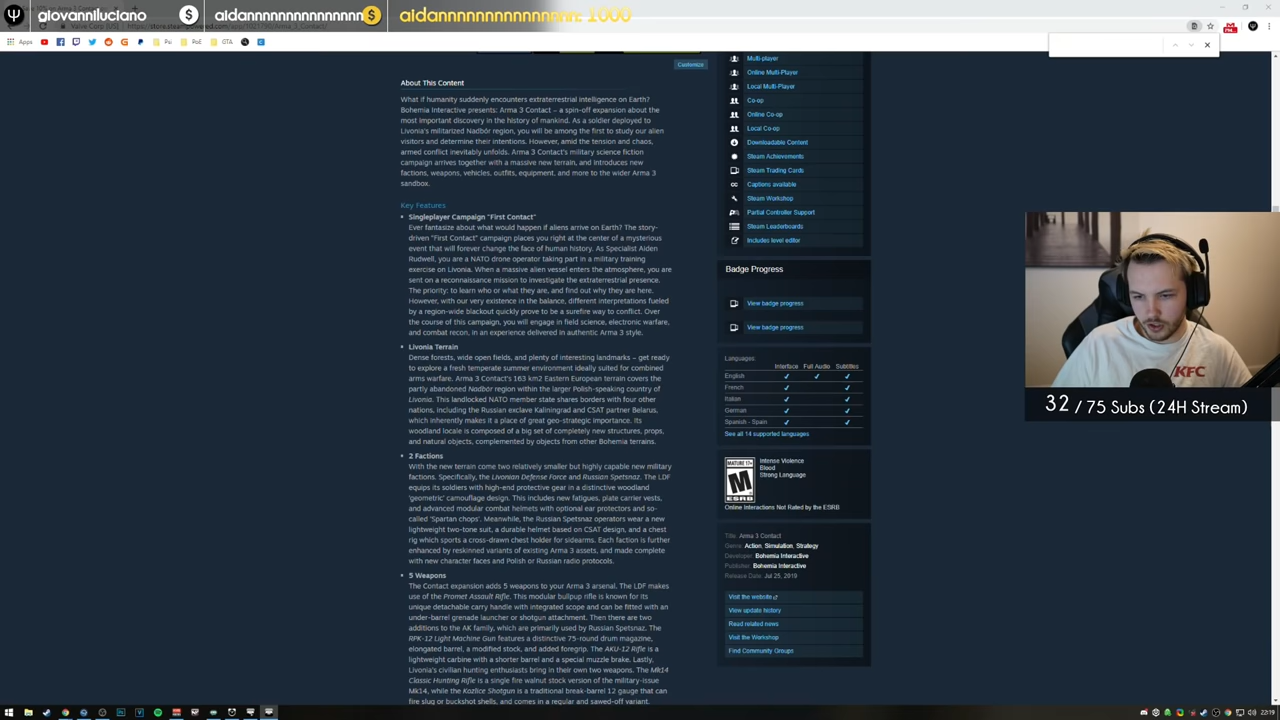 giovanniluciano
aidannnnnnnnnnnnnnnnn
aidannnnnnnnnnnnnnnnn: 1000
Apps
Pai
PoE
GTA
Customize
About This Content
What if humanity suddenly encounters extraterrestrial intelligence on Earth?
Bohemia Interactive presents: Arma 3 Contact – a spin-off expansion about the
most important discovery in the history of mankind. As a soldier deployed to
Livonia's militarized Nadbór region, you will be among the first to study our alien
visitors and determine their intentions. However, amid the tension and chaos,
armed conflict inevitably unfolds. Arma 3 Contact's military science fiction
campaign arrives together with a massive new terrain, and introduces new
factions, weapons, vehicles, outfits, equipment, and more to the wider Arma 3
sandbox.
Key Features
Singleplayer Campaign "First Contact"
Ever fantasize about what would happen if aliens arrive on Earth? The story-
driven "First Contact" campaign places you right at the center of a mysterious
event that will forever change the face of human history. As Specialist Aiden
Rudwell, you are a NATO drone operator taking part in a military training
exercise on Livonia. When a massive alien vessel enters the atmosphere, you are
sent on a reconnaissance mission to investigate the extraterrestrial presence.
The priority: to learn who or what they are, and find out why they are here.
However, with our very existence in the balance, different interpretations fueled
by a region-wide blackout quickly prove to be a surefire way to conflict. Over
the course of this campaign, you will engage in field science, electronic warfare,
and combat recon, in an experience delivered in authentic Arma 3 style.
Livonia Terrain
Dense forests, wide open fields, and plenty of interesting landmarks – get ready
to explore a fresh temperate summer environment ideally suited for combined
arms warfare. Arma 3 Contact's 163 km2 Eastern European terrain covers the
partly abandoned Nadbór region within the larger Polish-speaking country of
Livonia. This landlocked NATO member state shares borders with four other
nations, including the Russian exclave Kaliningrad and CSAT partner Belarus,
which inherently makes it a place of great geo-strategic importance. Its
woodland locale is composed of a big set of completely new structures, props,
and natural objects, complemented by objects from other Bohemia terrains.
2 Factions
With the new terrain come two relatively smaller but highly capable new military
factions. Specifically, the Livonian Defense Force and Russian Spetsnaz. The LDF
equips its soldiers with high-end protective gear in a distinctive woodland
'geometric' camouflage design. This includes new fatigues, plate carrier vests,
and advanced modular combat helmets with optional ear protectors and so-
called 'Spartan chops'. Meanwhile, the Russian Spetsnaz operators wear a new
lightweight two-tone suit, a durable helmet based on CSAT design, and a chest
rig which sports a cross-drawn chest holster for sidearms. Each faction is further
enhanced by reskinned variants of existing Arma 3 assets, and made complete
with new character faces and Polish or Russian radio protocols.
5 Weapons
The Contact expansion adds 5 weapons to your Arma 3 arsenal. The LDF makes
use of the Promet Assault Rifle. This modular bullpup rifle is known for its
unique detachable carry handle with integrated scope and can be fitted with an
under-barrel grenade launcher or shotgun attachment. Then there are two
additions to the AK family, which are primarily used by Russian Spetsnaz. The
RPK-12 Light Machine Gun features a distinctive 75-round drum magazine,
elongated barrel, a modified stock, and added foregrip. The AKU-12 Rifle is a
lightweight carbine with a shorter barrel and a special muzzle brake. Lastly,
Livonia's civilian hunting enthusiasts bring in their own two weapons. The Mk14
Classic Hunting Rifle is a single fire walnut stock version of the military-issue
Mk14, while the Kozlice Shotgun is a traditional break-barrel 12 gauge that can
fire slug or buckshot shells, and comes in a regular and sawed-off variant.
Multi-player
Online Multi-Player
Local Multi-Player
Co-op
Online Co-op
Local Co-op
Downloadable Content
Steam Achievements
Steam Trading Cards
Captions available
Steam Workshop
Partial Controller Support
Steam Leaderboards
Includes level editor
Badge Progress
View badge progress
View badge progress
Languages:
Interface Full Audio Subtitles
English
French
Italian
German
Spanish - Spain
See all 14 supported languages
MATURE 17+
M
ESRB
Intense Violence
Blood
Strong Language
Online Interactions Not Rated by the ESRB
Title: Arma 3 Contact
Genre: Action, Simulation, Strategy
Developer: Bohemia Interactive
Publisher: Bohemia Interactive
Release Date: Jul 25, 2019
Visit the website
View update history
Read related news
Visit the Workshop
Find Community Groups
KFC
32 / 75 Subs (24H Stream)
22:19